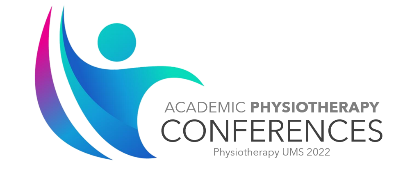 ACADEMIC PHYSIOTHERAPY
CONFERENCES
Physiotherapy UMS 2022